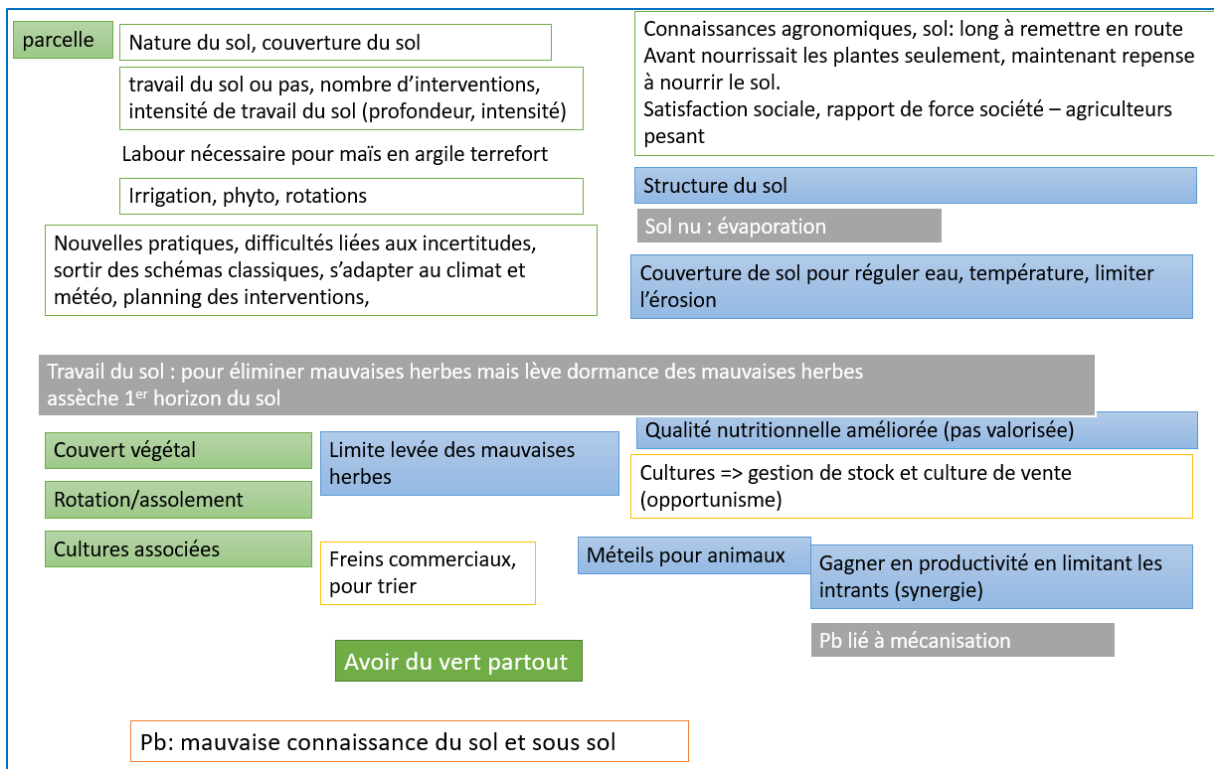 parcelle
Nature du sol, couverture du sol
travail du sol ou pas, nombre d’interventions,
intensité de travail du sol (profondeur, intensité)
Labour nécessaire pour maïs en argile terrefort
Irrigation, phyto, rotations
Nouvelles pratiques, difficultés liées aux incertitudes,
sortir des schémas classiques, s’adapter au climat et
météo, planning des interventions,
Connaissances agronomiques, sol: long à remettre en route
Avant nourrissait les plantes seulement, maintenant repense
à nourrir le sol.
Satisfaction sociale, rapport de force société – agriculteurs
pesant
Structure du sol
Sol nu : évaporation
Couverture de sol pour réguler eau, température, limiter
l’érosion
Travail du sol : pour éliminer mauvaises herbes mais lève dormance des mauvaises herbes
assèche 1er horizon du sol
Couvert végétal
Rotation/assolement
Cultures associées
Limite levée des mauvaises
herbes
Freins commerciaux,
pour trier
Qualité nutritionnelle améliorée (pas valorisée)
Cultures => gestion de stock et culture de vente
(opportunisme)
Méteils pour animaux
Gagner en productivité en limitant les
intrants (synergie)
Pb lié à mécanisation
Avoir du vert partout
Pb: mauvaise connaissance du sol et sous sol